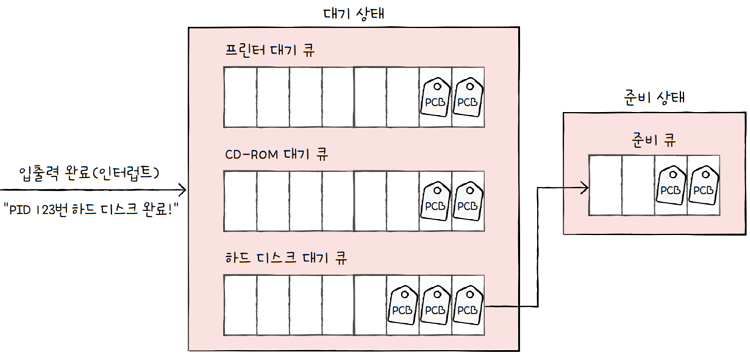 대기 상태
프린터 대기 큐
PCB PCB
CD-ROM 대기 큐
PCB PCB
하드 디스크 대기 큐
PCB PCB PCB
입출력 완료(인터럽트)
"PID 123번 하드 디스크 완료!"
준비 상태
준비 큐
PCB PCB